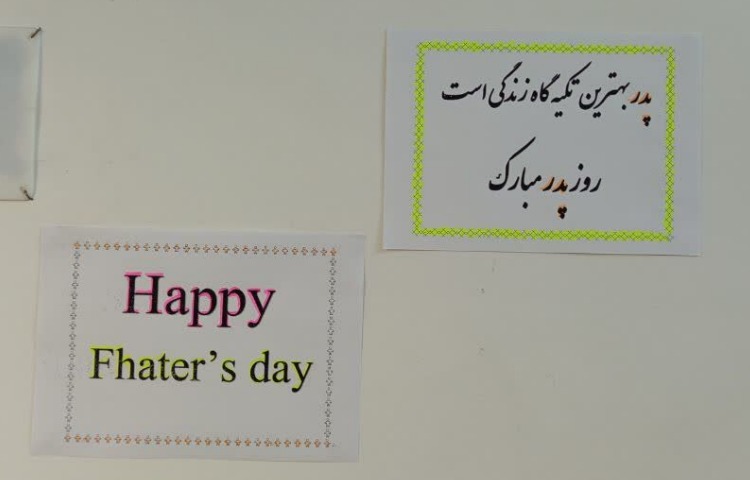 پدر بهترین تکیه گاه زندگی است
روز پدر مبارک
Happy
Fhater’s day